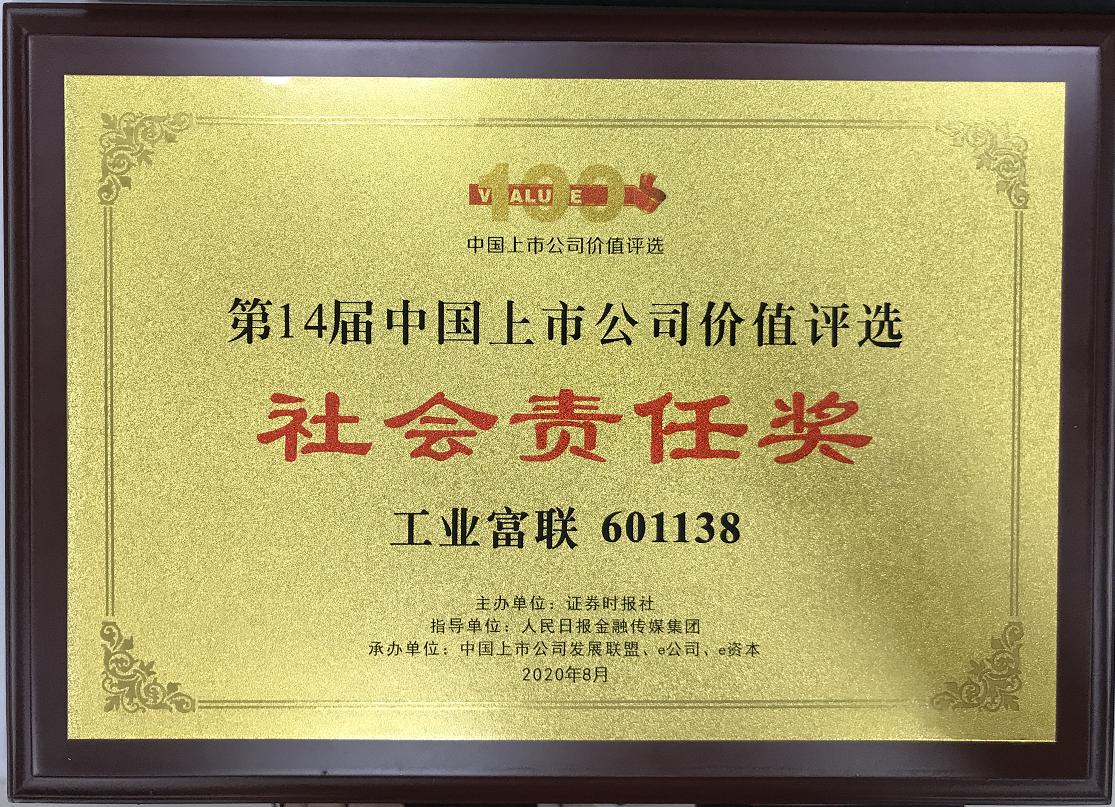 100
VALUE
中国上市公司价值评选
第14届中国上市公司价值评选
社会责任奖
工业富联 601138
主办单位：证券时报社
指导单位：人民日报金融传媒集团
承办单位：中国上市公司发展联盟、e公司、e资本
2020年8月